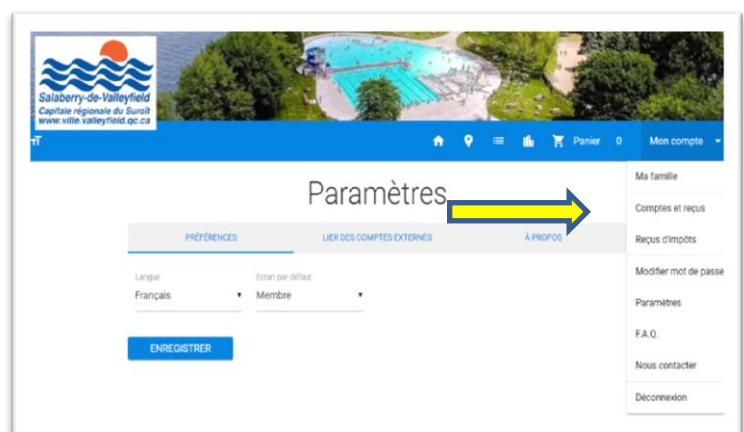 Salaberry-de-Valleyfield
Capitale régionale du Suroît
www.ville.valleyfield.qc.ca
Panier 0 Mon compte
Paramètres
PRÉFÉRENCES LIER DES COMPTES EXTERNES À PROPOS
Langue Écran par défaut
Français Membre
ENREGISTRER
Ma famille
Comptes et reçus
Reçus d'impôts
Modifier mot de passe
Paramètres
F.A.Q.
Nous contacter
Déconnexion